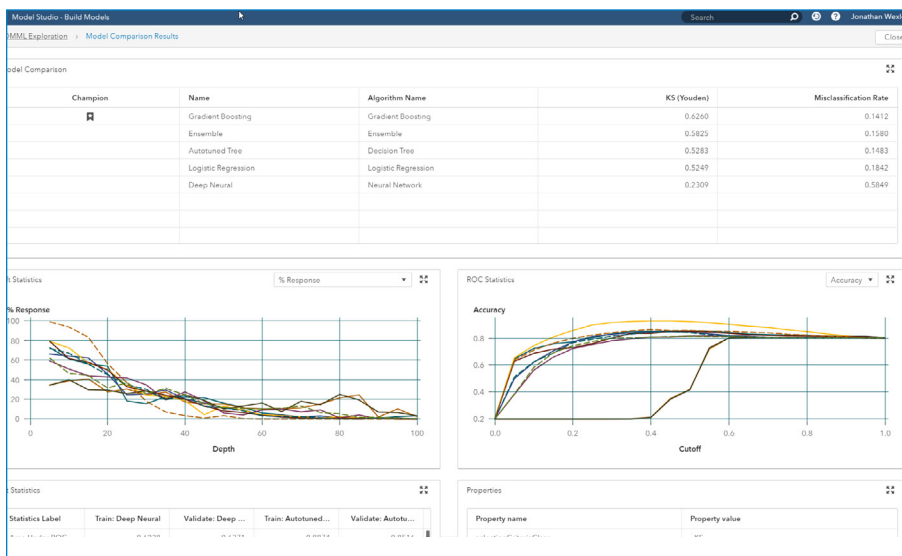 Model Studio - Build Models Search ? Jonathan Wexl
DMML Exploration > Model Comparison Results Close
odel Comparison
Champion Name Algorithm Name KS (Youden) Misclassification Rate
Gradient Boosting Gradient Boosting 0.6260 0.1412
Ensemble Ensemble 0.5825 0.1580
Autotuned Tree Decision Tree 0.5283 0.1483
Logistic Regression Logistic Regression 0.5249 0.1842
Deep Neural Neural Network 0.2309 0.5849
t Statistics % Response
% Response
100
80
60
40
20
0
0 20 40 60 80 100
Depth
ROC Statistics Accuracy
Accuracy
0.8
0.6
0.4
0.2
0.0 0.2 0.4 0.6 0.8 1.0
Cutoff
t Statistics
Statistics Label Train: Deep Neural Validate: Deep ... Train: Autotuned... Validate: Autotu...
Properties
Property name Property value